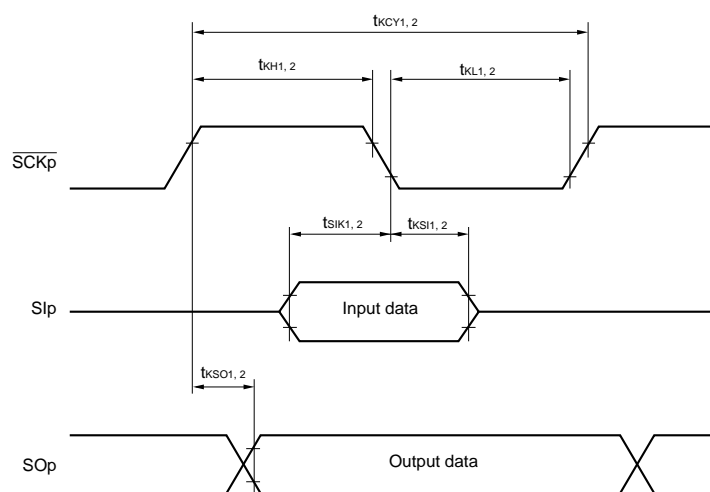 tKCY1, 2
tKH1, 2
tKL1, 2
SCKp
tSIK1, 2
tKSI1, 2
SIp
Input data
tKSO1, 2
SOp
Output data